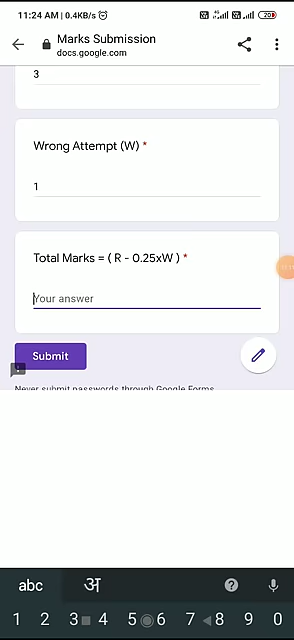 11:24 AM | 0.4KB/s
20
Marks Submission
docs.google.com
3
Wrong Attempt (W) *
1
Total Marks = ( R - 0.25xW ) *
Your answer
Submit
Never submit passwords through Google Forms.
abc अ
1 2 3 4 5 6 7 8 9 0